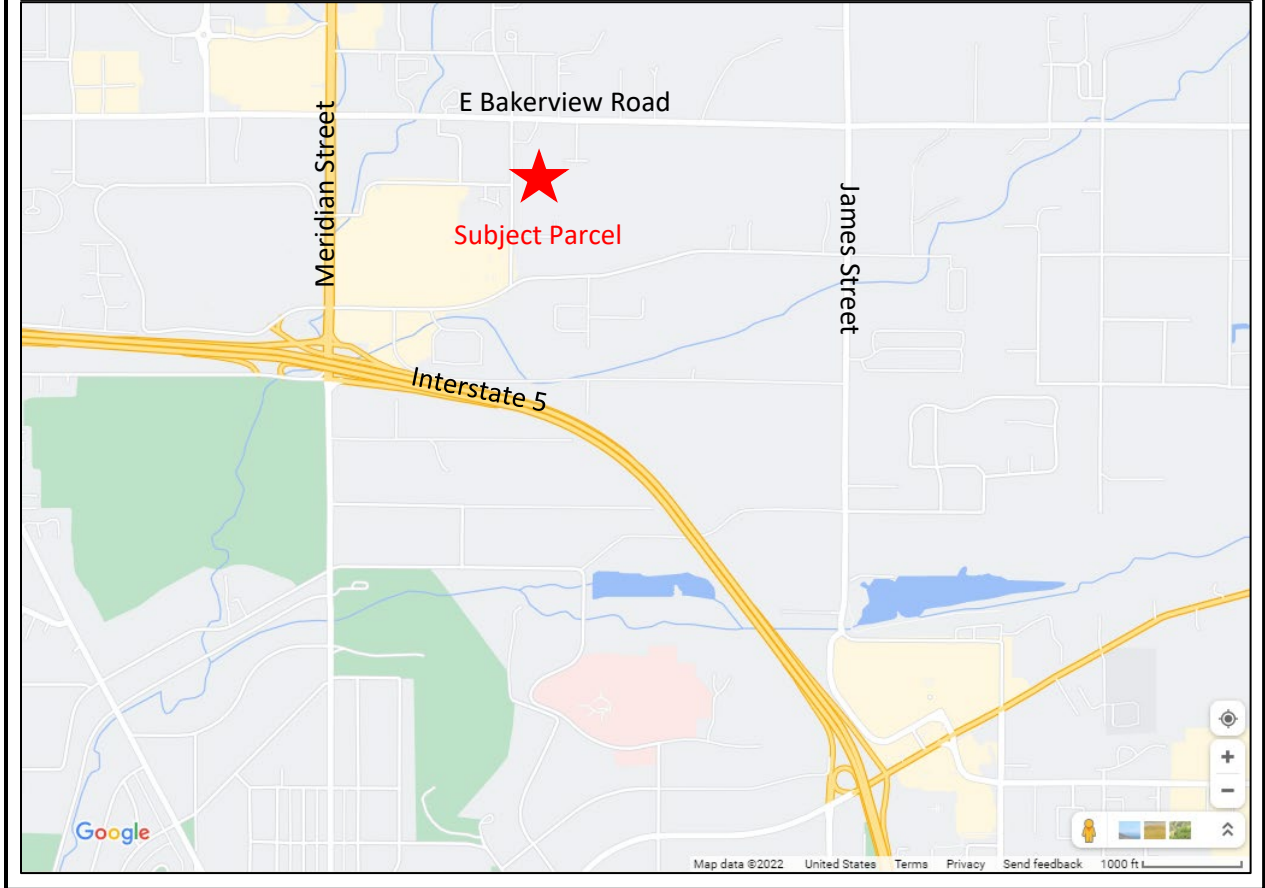 E Bakerview Road
Meridian Street
Subject Parcel
James Street
Interstate 5
Google
Map data ©2022 United States Terms Privacy Send feedback 1000 ft